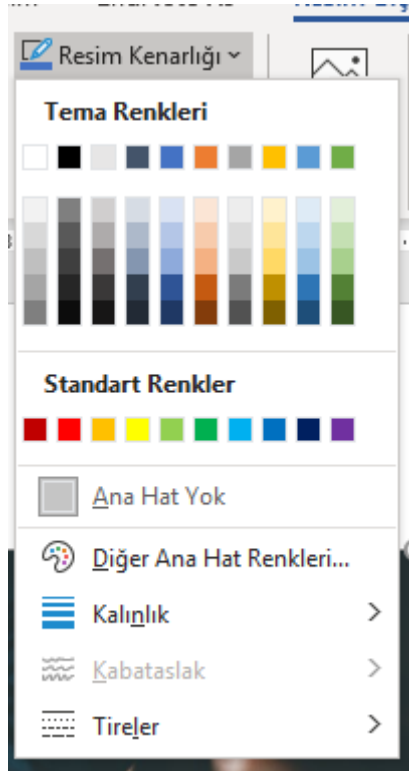 Resim Kenarlığı
Tema Renkleri
Standart Renkler
Ana Hat Yok
Diğer Ana Hat Renkleri...
Kalınlık
Kabataslak
Tireler